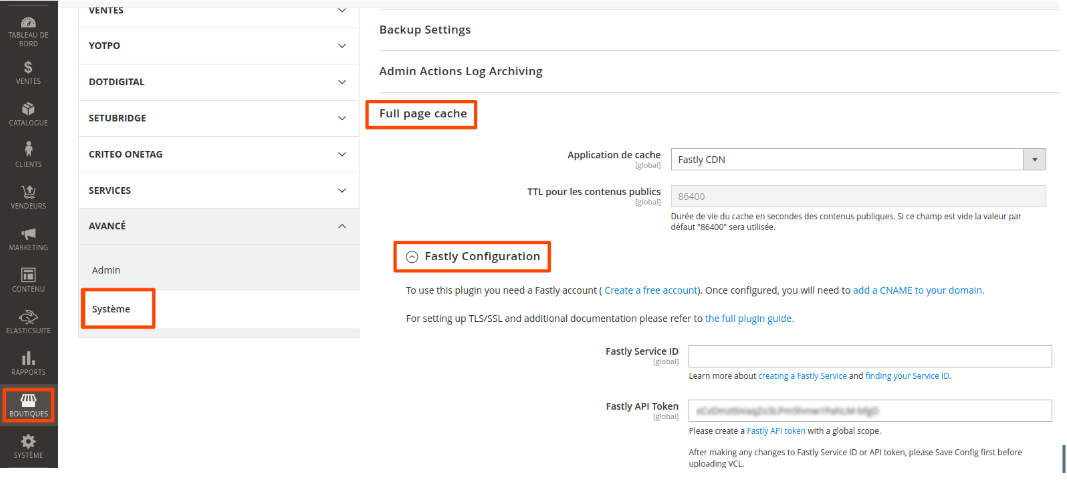 TABLEAU DE
BORD
VENTES
CATALOGUE
CLIENTS
VENDEURS
MARKETING
CONTENU
ELASTICSUITE
RAPPORTS
BOUTIQUES
SYSTÈME
VENTES
YOTPO
DOTDIGITAL
SETUBRIDGE
CRITEO ONETAG
SERVICES
AVANCÉ
Admin
Système
Backup Settings
Admin Actions Log Archiving
Full page cache
Application de cache
[global]
Fastly CDN
TTL pour les contenus publics
[global]
86400
Durée de vie du cache en secondes des contenus publiques. Si ce champ est vide la valeur par
défaut "86400" sera utilisée.
Fastly Configuration
To use this plugin you need a Fastly account ( Create a free account). Once configured, you will need to add a CNAME to your domain.
For setting up TLS/SSL and additional documentation please refer to the full plugIn guide.
Fastly Service ID
[global]
Learn more about creating a Fastly Service and finding your Service ID.
Fastly API Token
[global]
Please create a Fastly API token with a global scope.
After making any changes to Fastly Service ID or API token, please Save Config first before
uploading VCL.